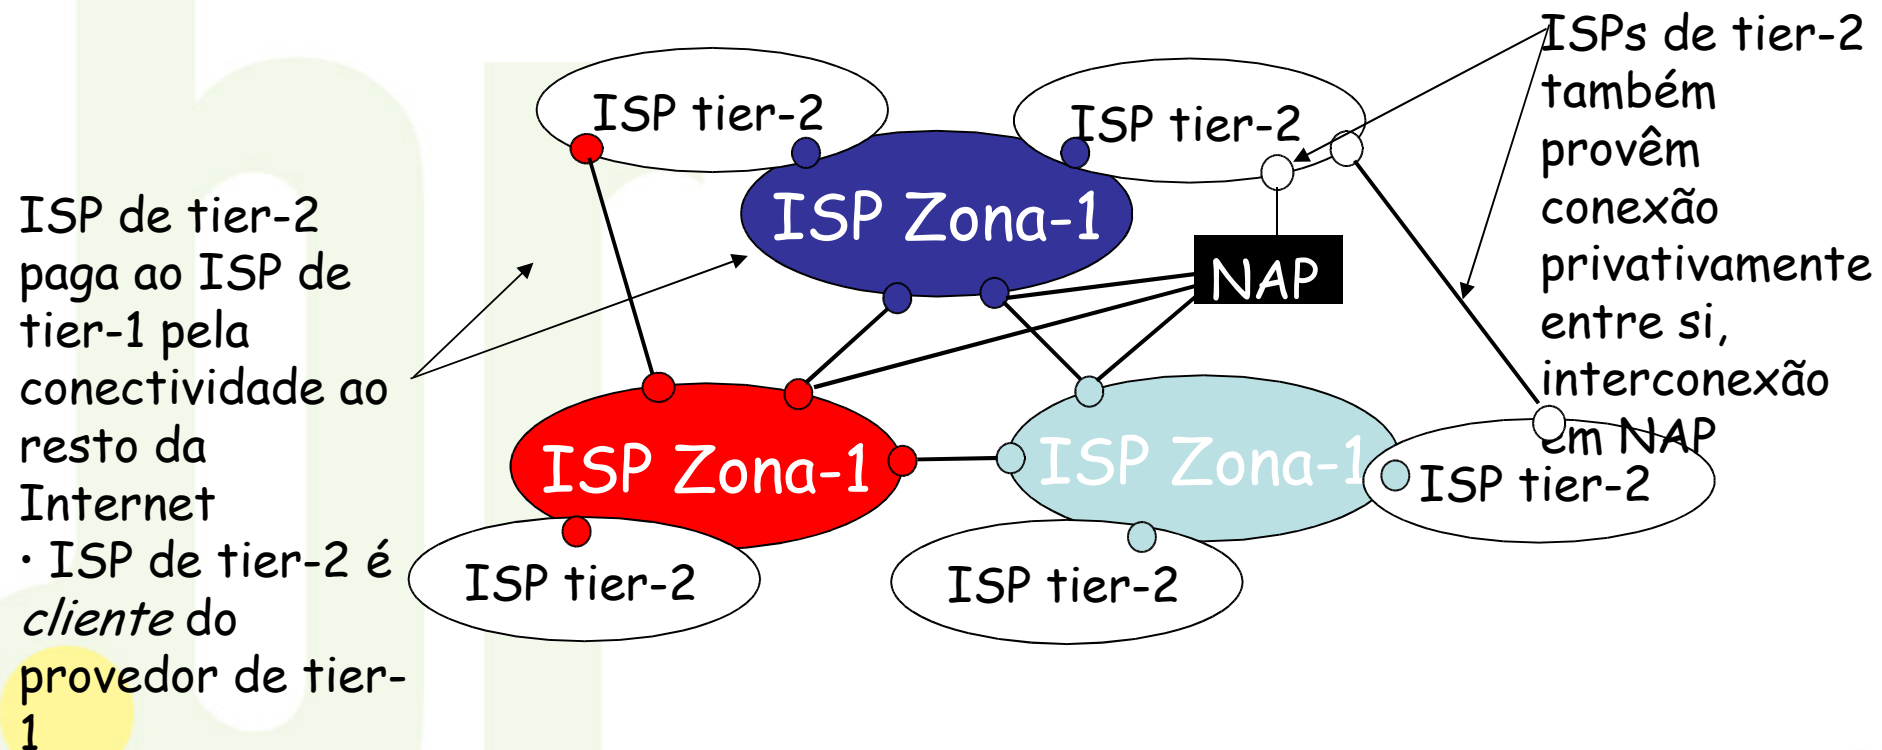 ISP de tier-2
paga ao ISP de
tier-1 pela
conectividade ao
resto da
Internet
• ISP de tier-2 é
cliente do
provedor de tier-
1
ISP tier-2
ISP tier-2
ISP Zona-1
NAP
ISP Zona-1
ISP Zona-1
ISP tier-2
ISP tier-2
ISP tier-2
ISPs de tier-2
também
provêm
conexão
privativamente
entre si,
interconexão
em NAP